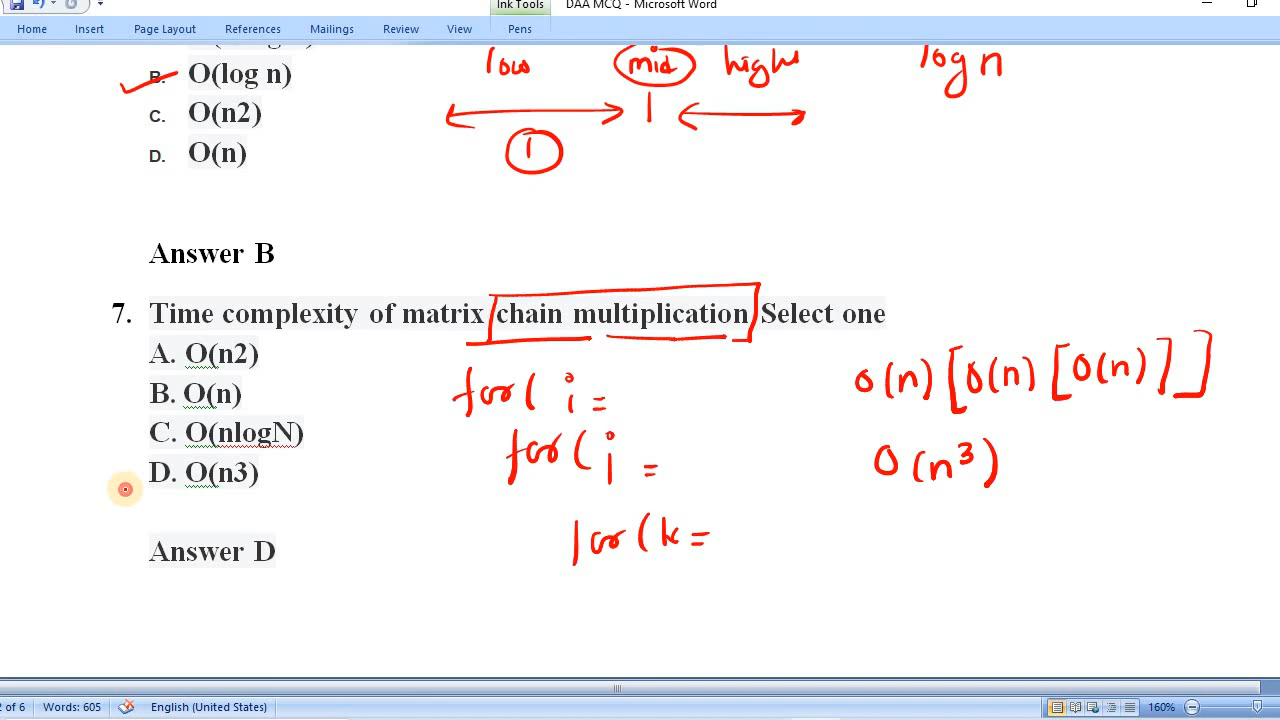 Ink Tools DAA MCQ - Microsoft Word
Home Insert Page Layout References Mailings Review View Pens
low mid high log n
B. O(log n)
C. O(n2)
1
D. O(n)
Answer B
7. Time complexity of matrix chain multiplication Select one
A. O(n2)
O(n) [O(n) [O(n)]]
B. O(n)
for( i =
C. O(nlogN)
for( j =
D. O(n3)
O(n³)
for(k =
Answer D
2 of 6 Words: 605 English (United States) 160%